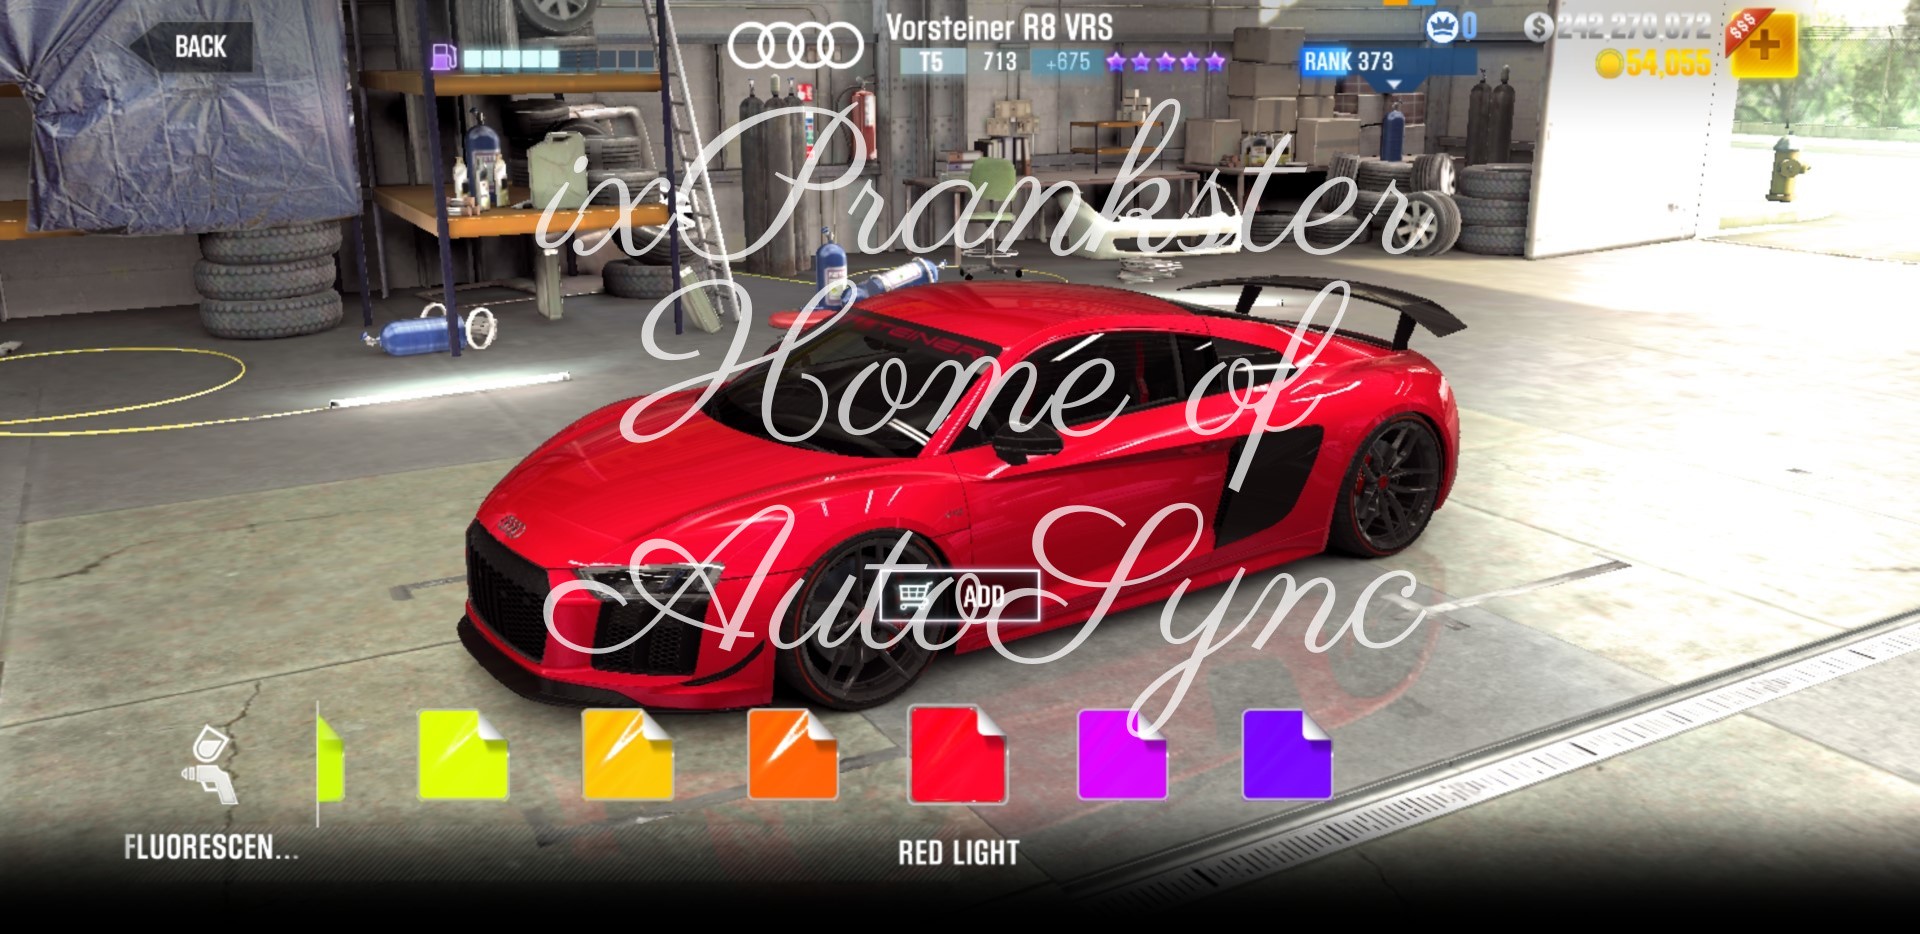 BACK
Vorsteiner R8 VRS
T5 713 +675
RANK 373
0
$ 242,270,072
54,055
$$$
ixPrankster
Home of
AutoSync
ADD
FLUORESCEN...
RED LIGHT